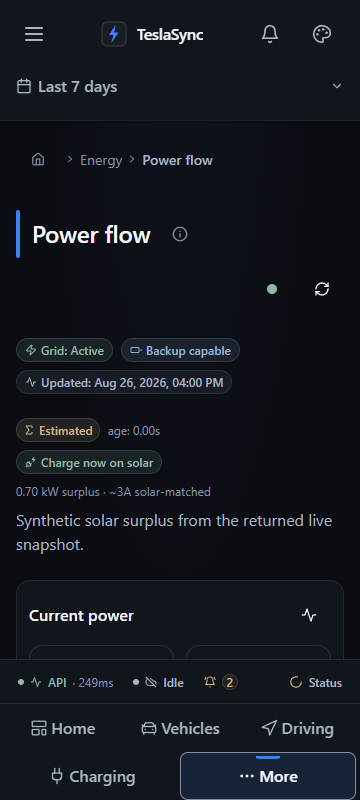 TeslaSync
Last 7 days
Energy
Power flow
Power flow
Grid: Active
Backup capable
Updated: Aug 26, 2026, 04:00 PM
Estimated
age: 0.00s
Charge now on solar
0.70 kW surplus · ~3A solar-matched
Synthetic solar surplus from the returned live
snapshot.
Current power
API · 249ms
Idle
2
Status
Home
Vehicles
Driving
Charging
More